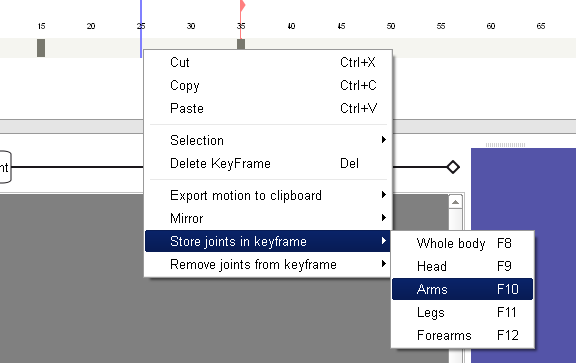 15 20 25 30 35 40 45 50 55 60 65
Cut Ctrl+X
Copy Ctrl+C
Paste Ctrl+V
Selection
Delete KeyFrame Del
Export motion to clipboard
Mirror
Store joints in keyframe
Remove joints from keyframe
Whole body F8
Head F9
Arms F10
Legs F11
Forearms F12